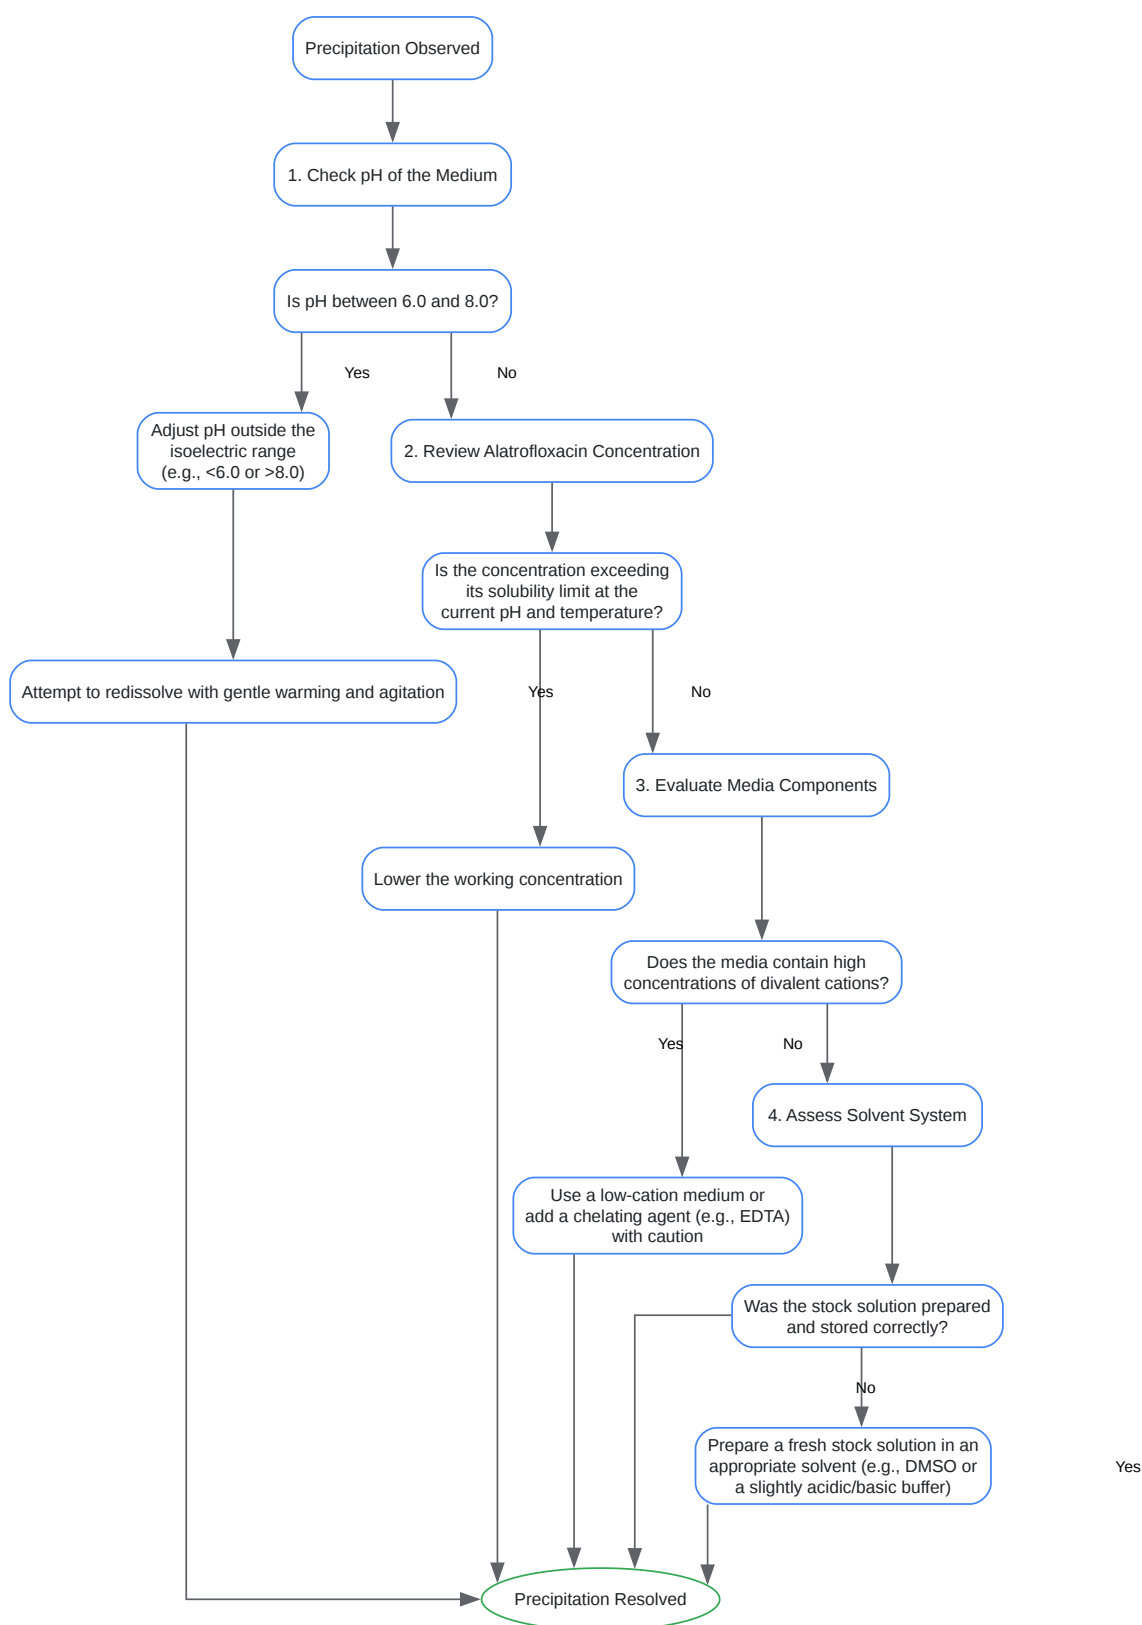 Precipitation Observed
1. Check pH of the Medium
Is pH between 6.0 and 8.0?
Yes
No
Adjust pH outside the
isoelectric range
(e.g., <6.0 or >8.0)
2. Review Alatrofloxacin Concentration
Is the concentration exceeding
its solubility limit at the
current pH and temperature?
Attempt to redissolve with gentle warming and agitation
Yes
No
3. Evaluate Media Components
Lower the working concentration
Does the media contain high
concentrations of divalent cations?
Yes
No
4. Assess Solvent System
Use a low-cation medium or
add a chelating agent (e.g., EDTA)
with caution
Was the stock solution prepared
and stored correctly?
No
Prepare a fresh stock solution in an
appropriate solvent (e.g., DMSO or
a slightly acidic/basic buffer)
Yes
Precipitation Resolved